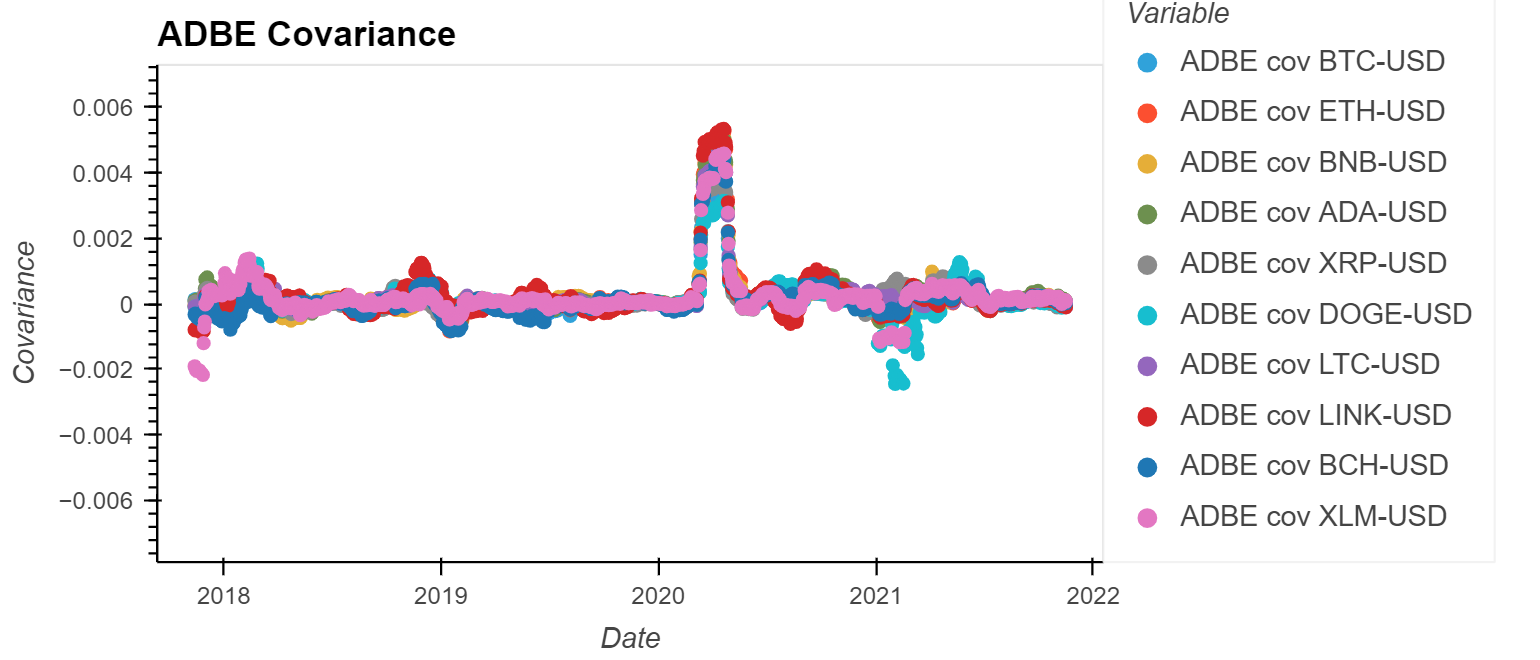 ADBE Covariance
Variable
ADBE cov BTC-USD
ADBE cov ETH-USD
ADBE cov BNB-USD
ADBE cov ADA-USD
ADBE cov XRP-USD
ADBE cov DOGE-USD
ADBE cov LTC-USD
ADBE cov LINK-USD
ADBE cov BCH-USD
ADBE cov XLM-USD
Covariance
0.006
0.004
0.002
0
−0.002
−0.004
−0.006
2018 2019 2020 2021 2022
Date